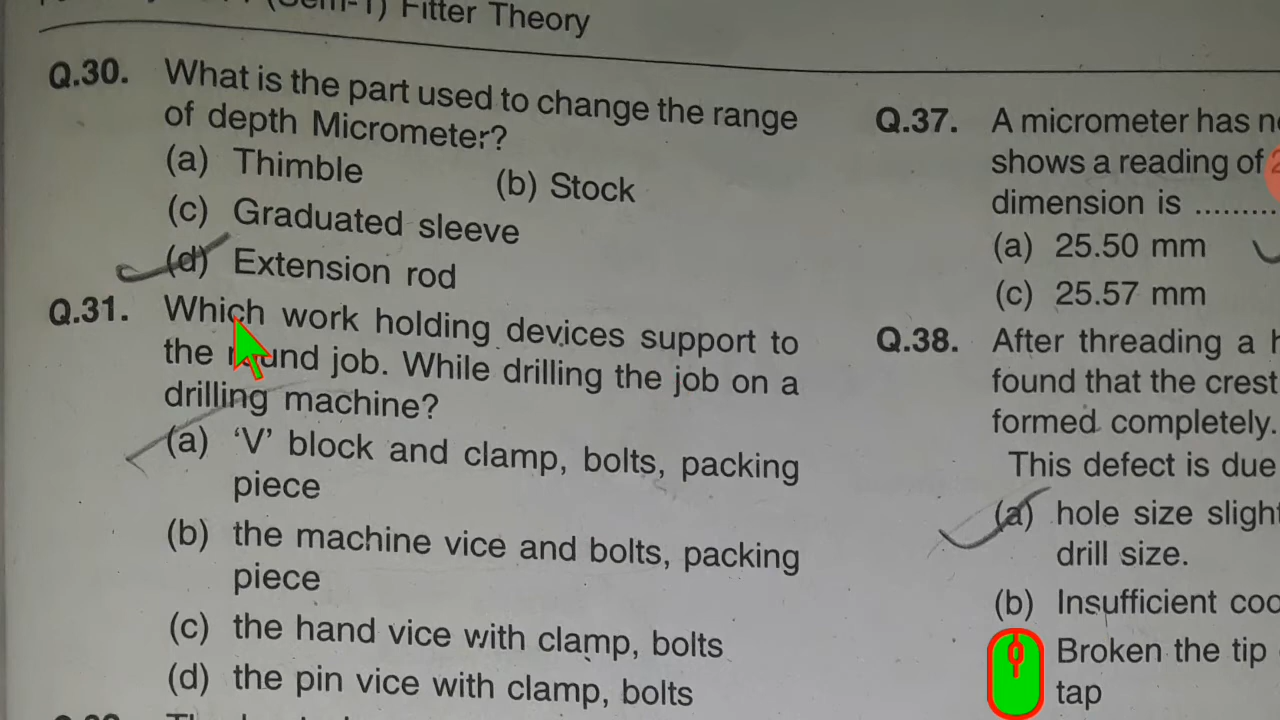 (Sem-1) Fitter Theory
Q.30. What is the part used to change the range
of depth Micrometer?
(a) Thimble (b) Stock
(c) Graduated sleeve
(d) Extension rod
Q.31. Which work holding devices support to
the round job. While drilling the job on a
drilling machine?
(a) 'V' block and clamp, bolts, packing
piece
(b) the machine vice and bolts, packing
piece
(c) the hand vice with clamp, bolts
(d) the pin vice with clamp, bolts
Q.37. A micrometer has
shows a reading of
dimension is .........
(a) 25.50 mm
(c) 25.57 mm
Q.38. After threading a
found that the crest
formed completely.
This defect is due
(a) hole size
drill size.
(b) Insufficient
Broken the tip
tap